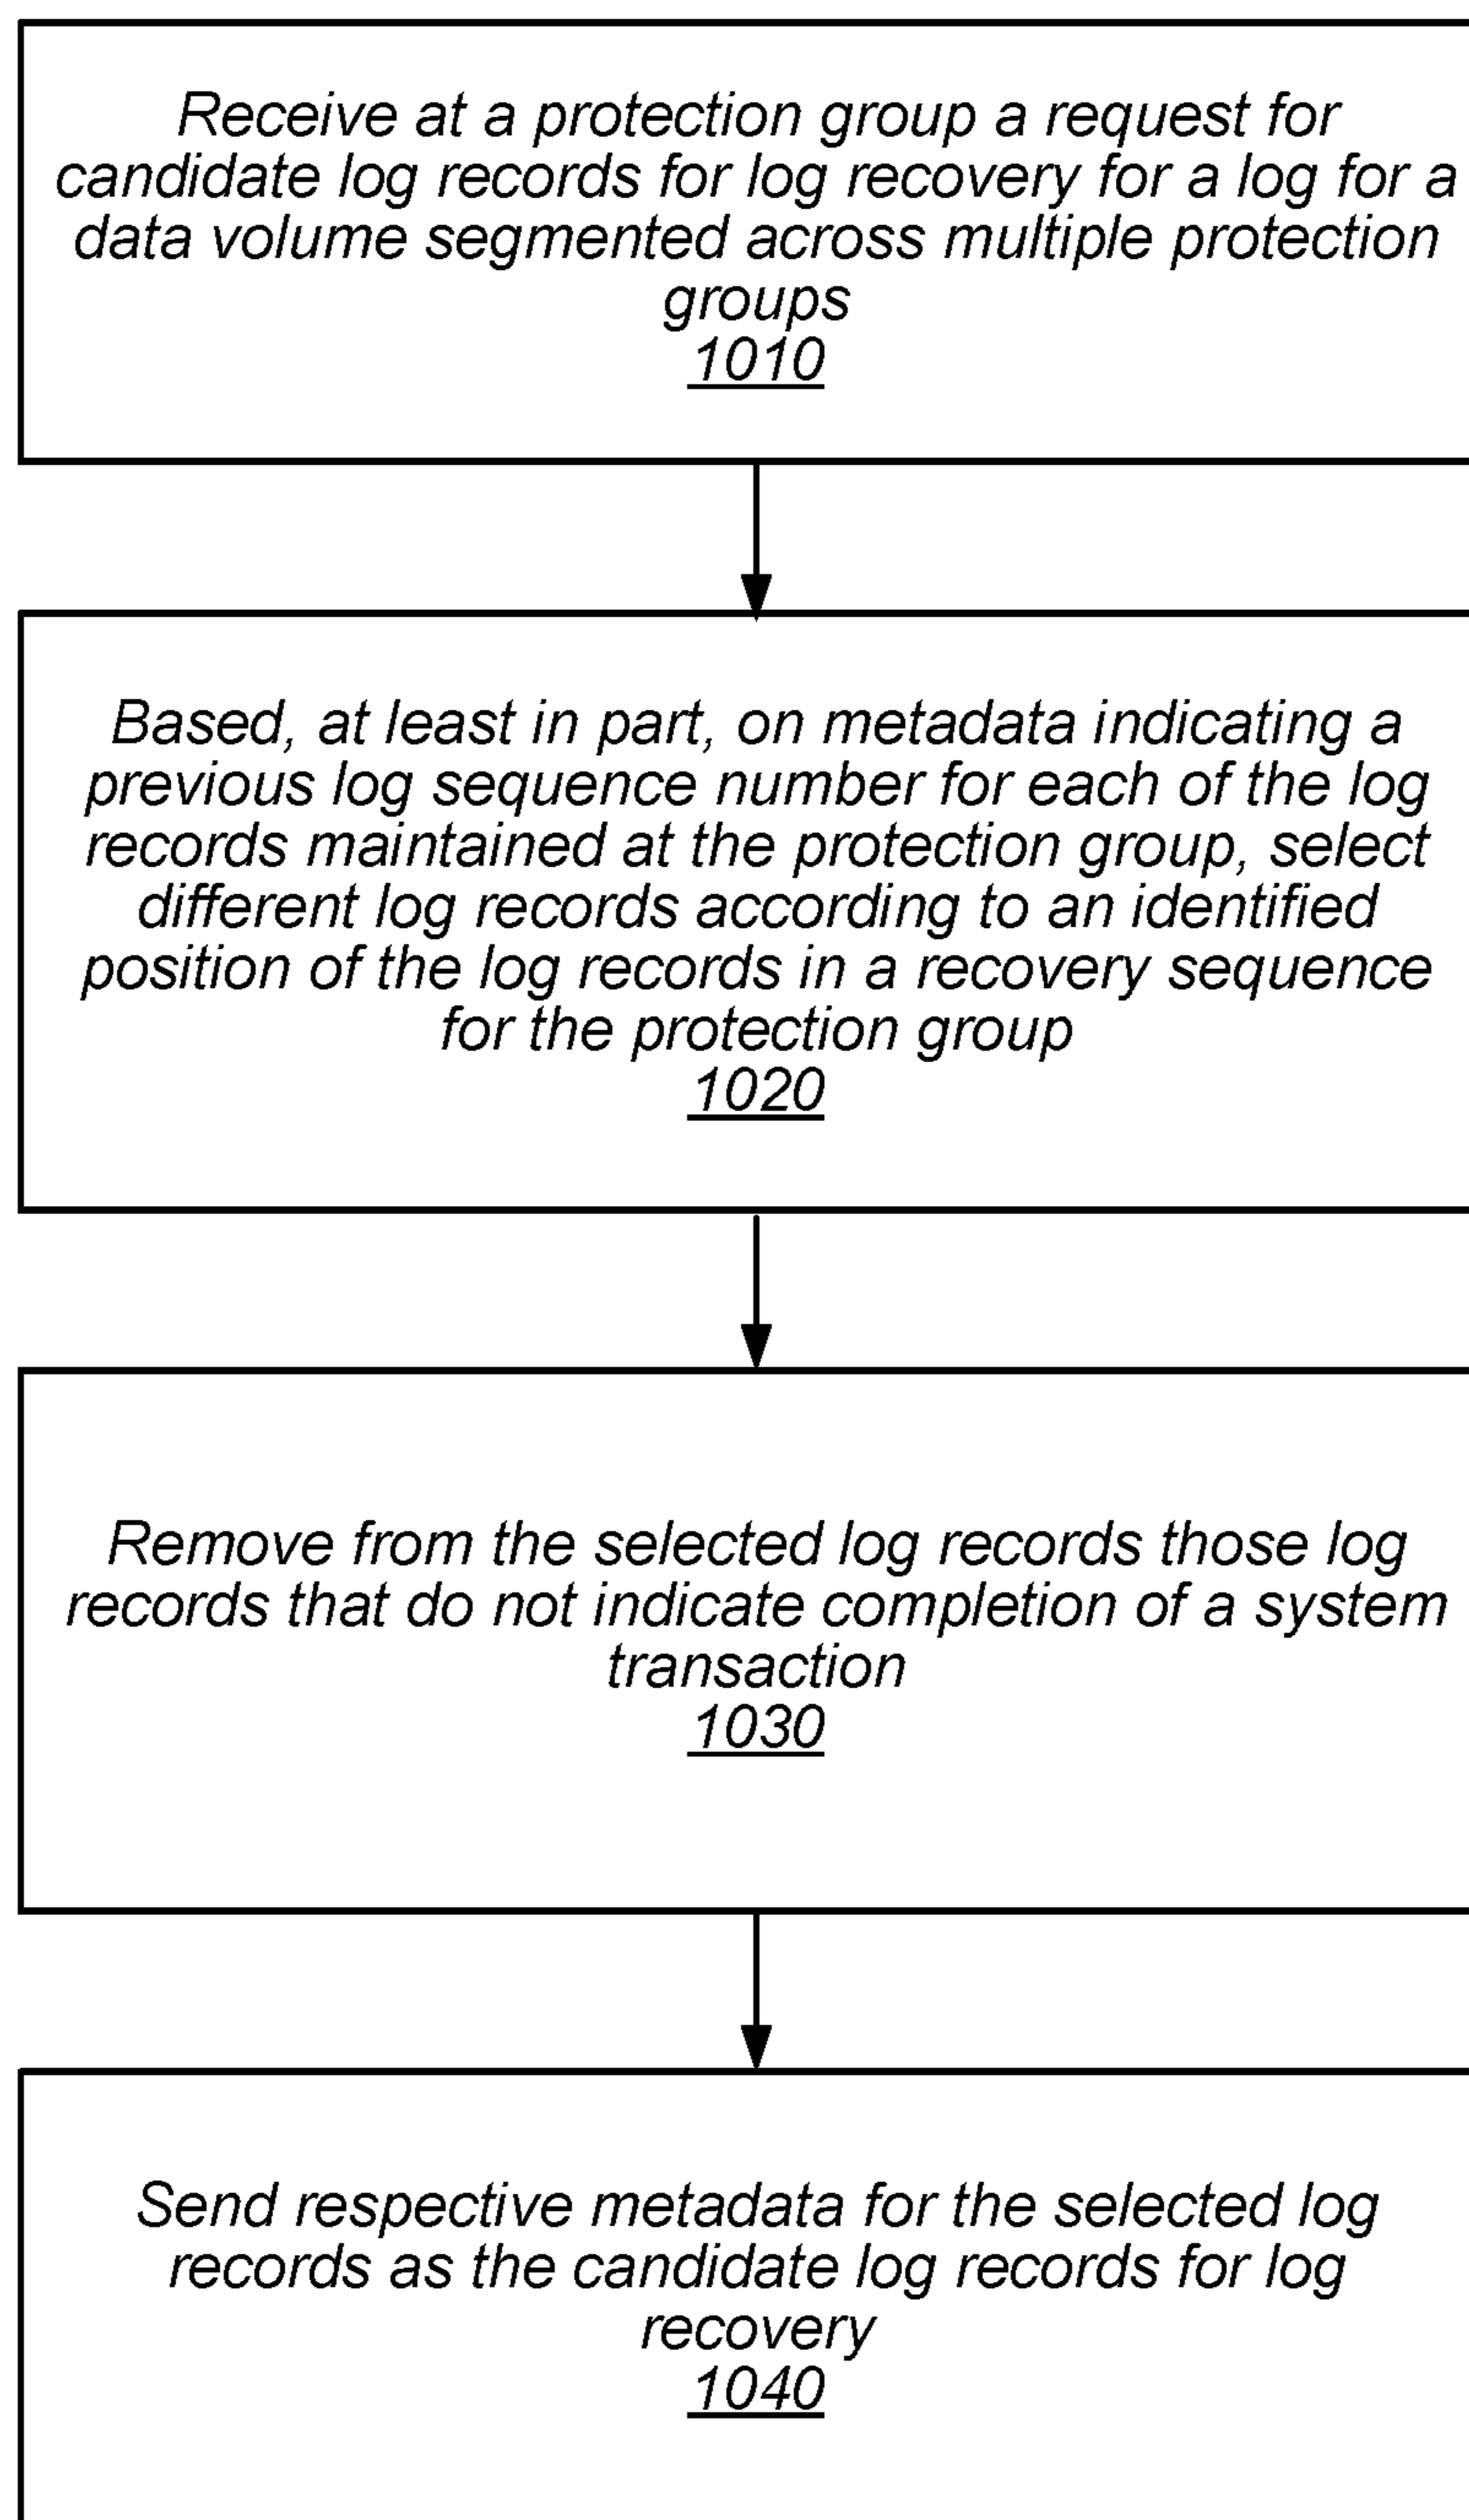 Receive at a protection group a request for
candidate log records for log recovery for a log for a
data volume segmented across multiple protection
groups
1010
Based, at least in part, on metadata indicating a
previous log sequence number for each of the log
records maintained at the protection group, select
different log records according to an identified
position of the log records in a recovery sequence
for the protection group
1020
Remove from the selected log records those log
records that do not indicate completion of a system
transaction
1030
Send respective metadata for the selected log
records as the candidate log records for log
recovery
1040